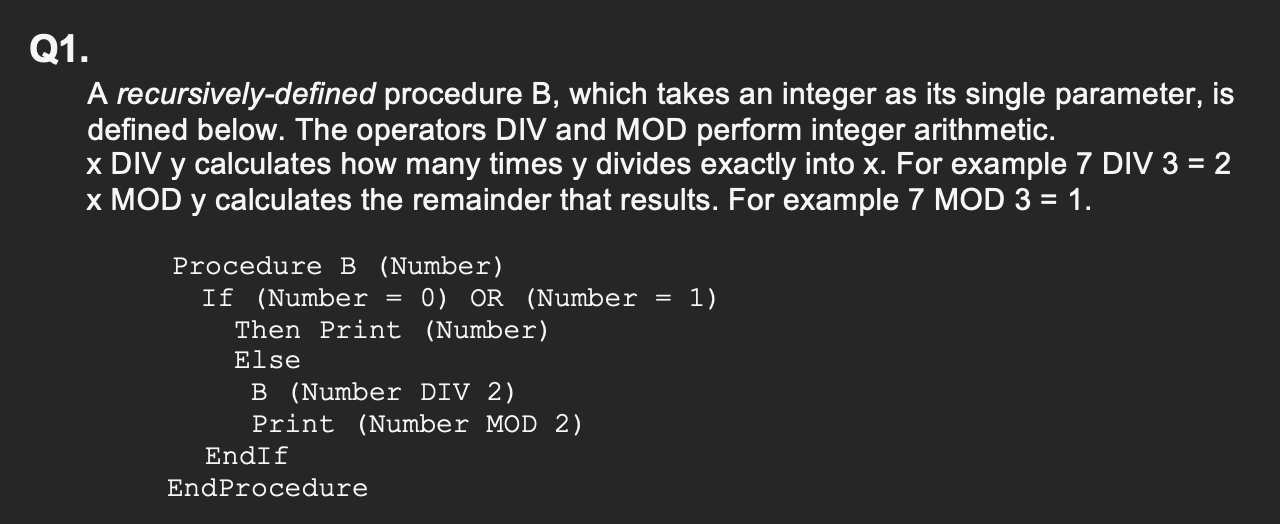 Q1.
A recursively-defined procedure B, which takes an integer as its single parameter, is
defined below. The operators DIV and MOD perform integer arithmetic.
x DIV y calculates how many times y divides exactly into x. For example 7 DIV 3 = 2
x MOD y calculates the remainder that results. For example 7 MOD 3 = 1.
Procedure B (Number)
If (Number = 0) OR (Number = 1)
Then Print (Number)
Else
B (Number DIV 2)
Print (Number MOD 2)
EndIf
EndProcedure